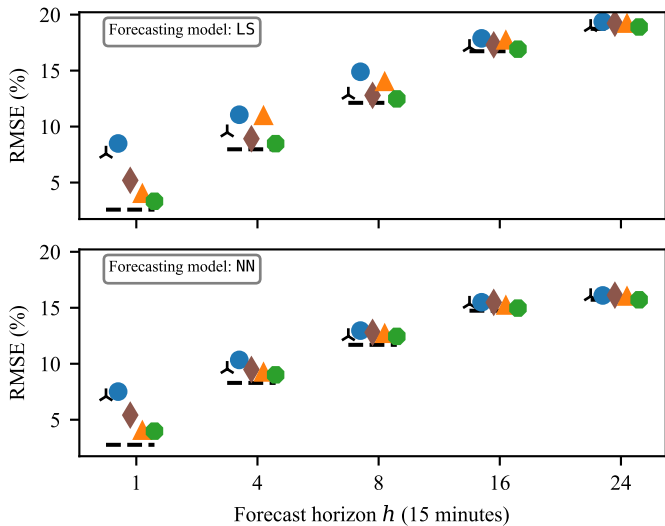 20
Forecasting model: LS
15
RMSE (%)
10
5
20
Forecasting model: NN
15
RMSE (%)
10
5
1 4 8 16 24
Forecast horizon h (15 minutes)